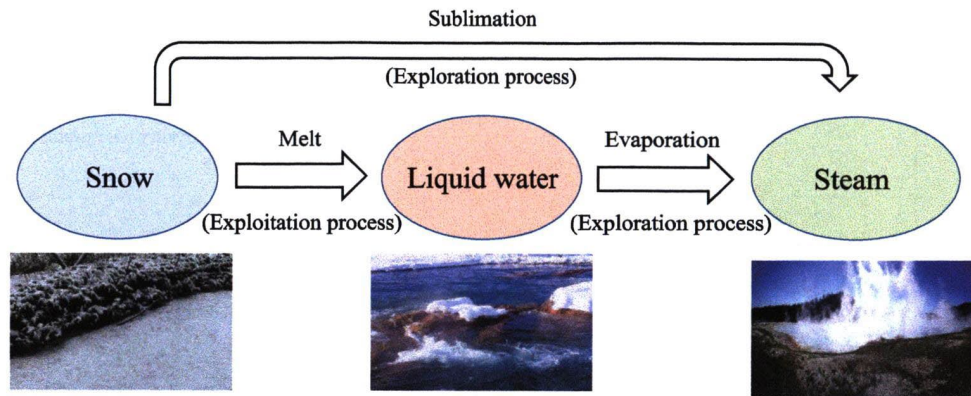 Sublimation
(Exploration process)
Melt
Evaporation
Snow
Liquid water
Steam
(Exploitation process)
(Exploration process)